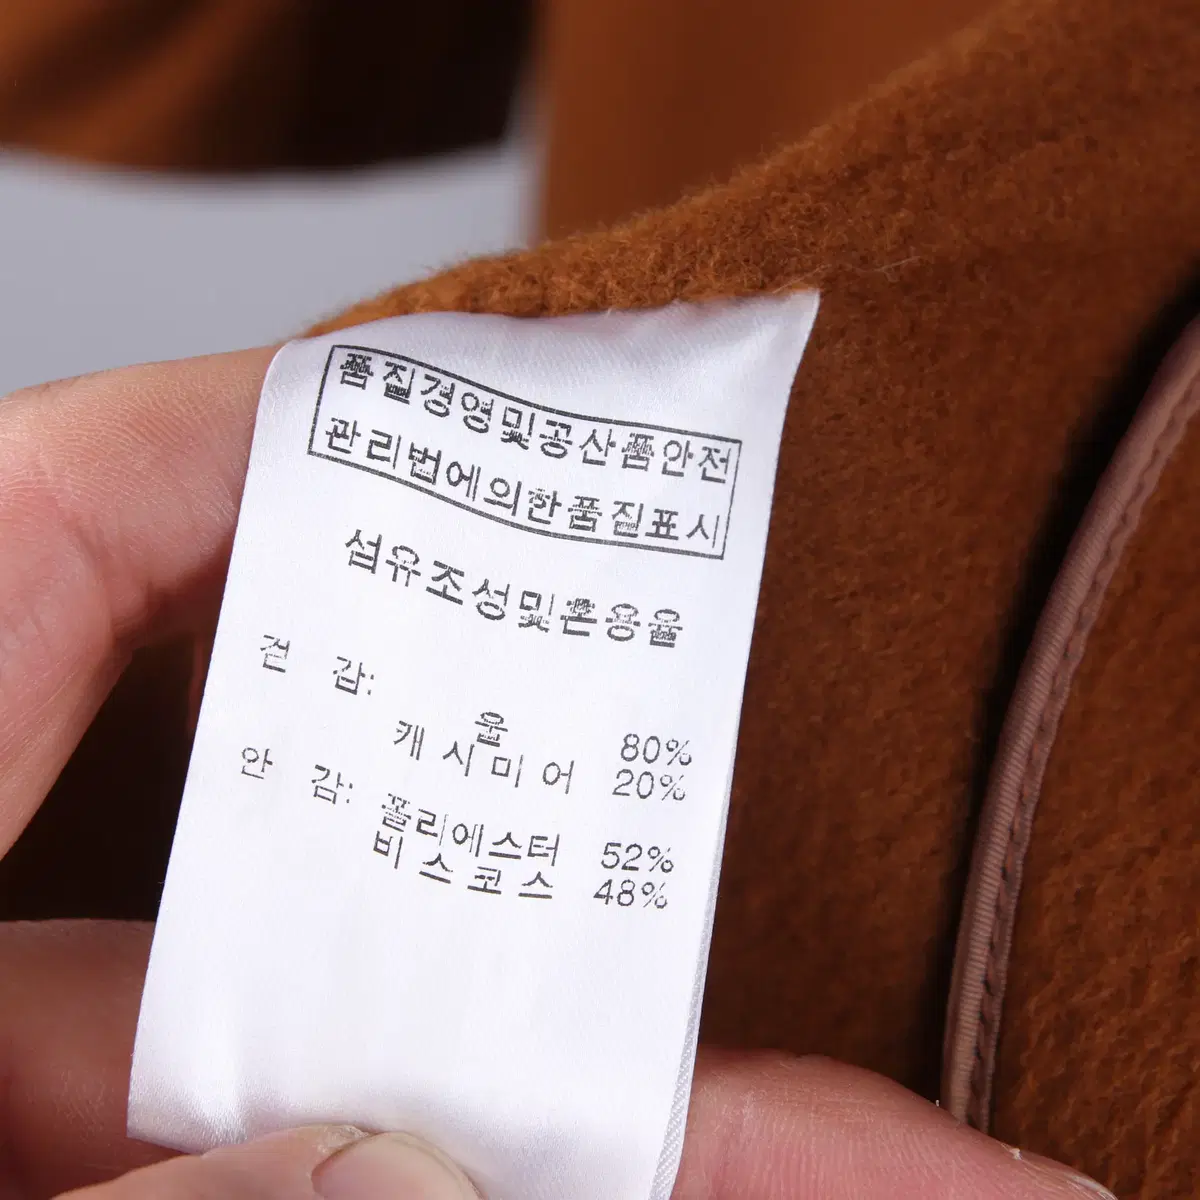 품질경영및공산품안전
관리법에의한품질표시
섬유조성및혼용율
겉 감:
울 80%
캐시미어 20%
안 감:
폴리에스터 52%
비스코스 48%